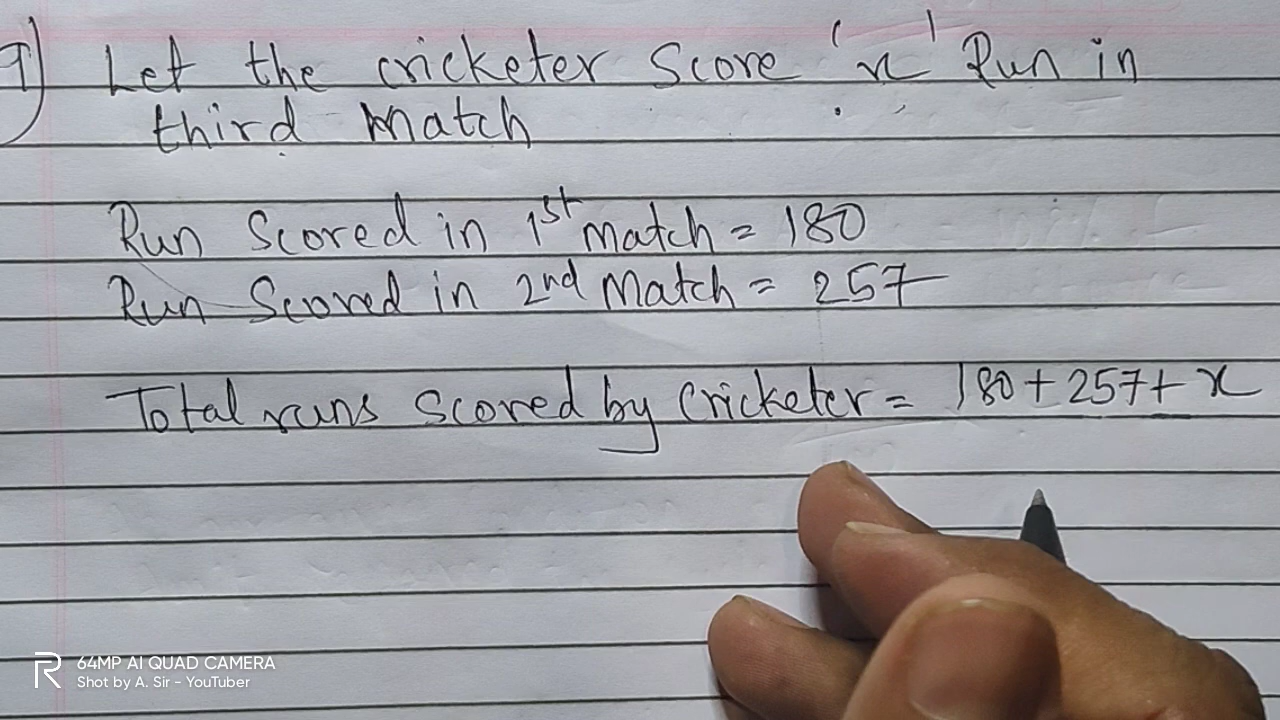 9) Let the cricketer Score 'x' Run in
third match
Run Scored in 1st match = 180
Run Scored in 2nd Match = 257
Total runs scored by Cricketer = 180 + 257 + x
64MP AI QUAD CAMERA
Shot by A. Sir - YouTuber